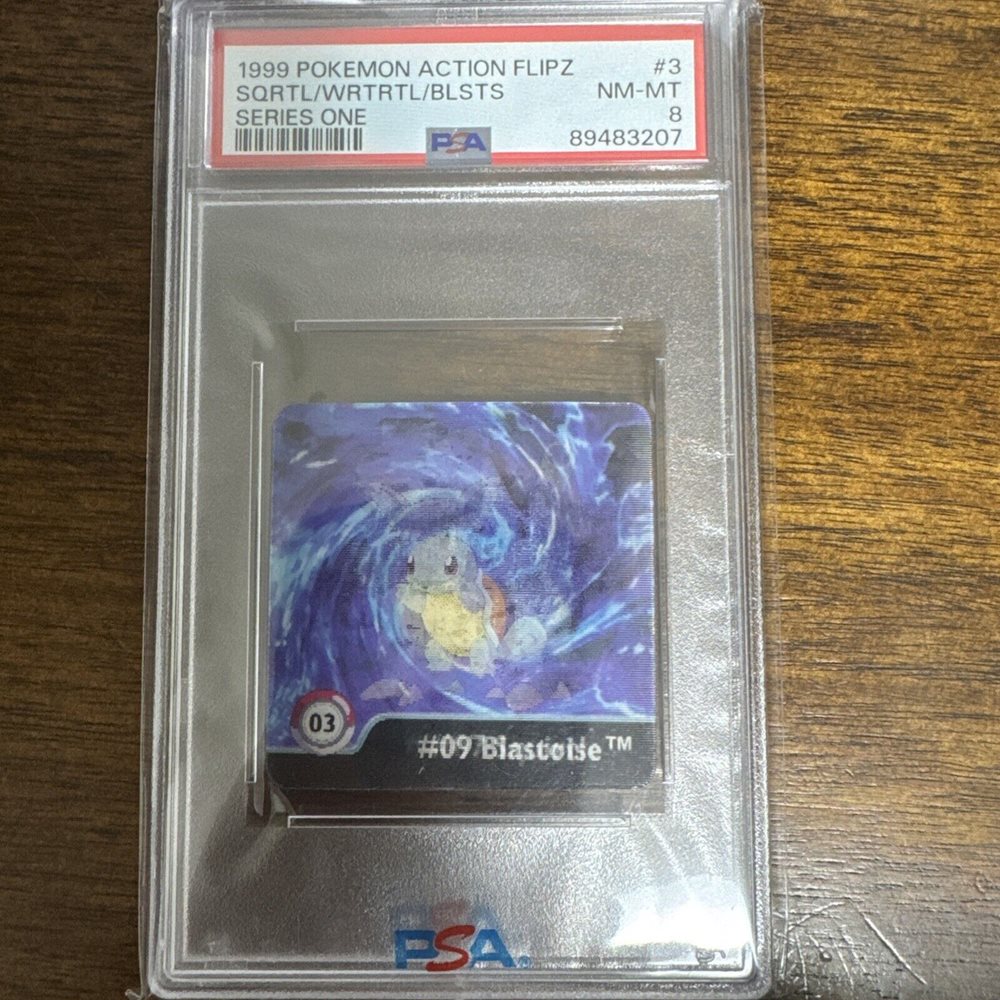 1999 POKEMON ACTION FLIPZ #3
SQRTL/WRTRTL/BLSTS NM-MT
SERIES ONE 8
PSA 89483207
03
#09 Blastoise™
PSA